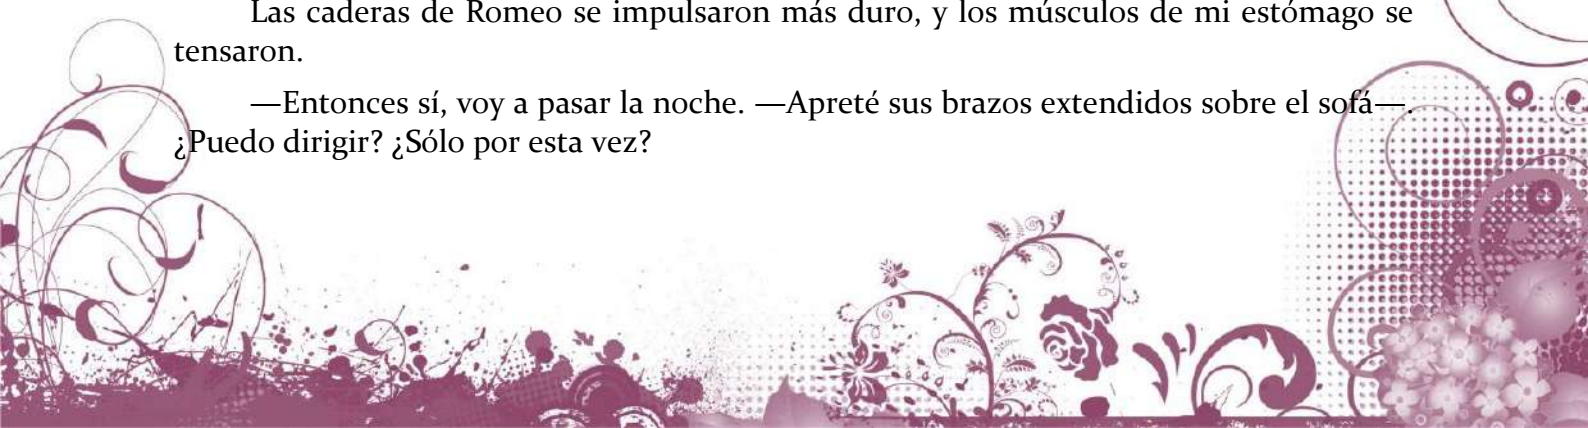 Las caderas de Romeo se impulsaron más duro, y los músculos de mi estómago se
tensaron.
—Entonces sí, voy a pasar la noche. —Apreté sus brazos extendidos sobre el sofá—.
¿Puedo dirigir? ¿Sólo por esta vez?